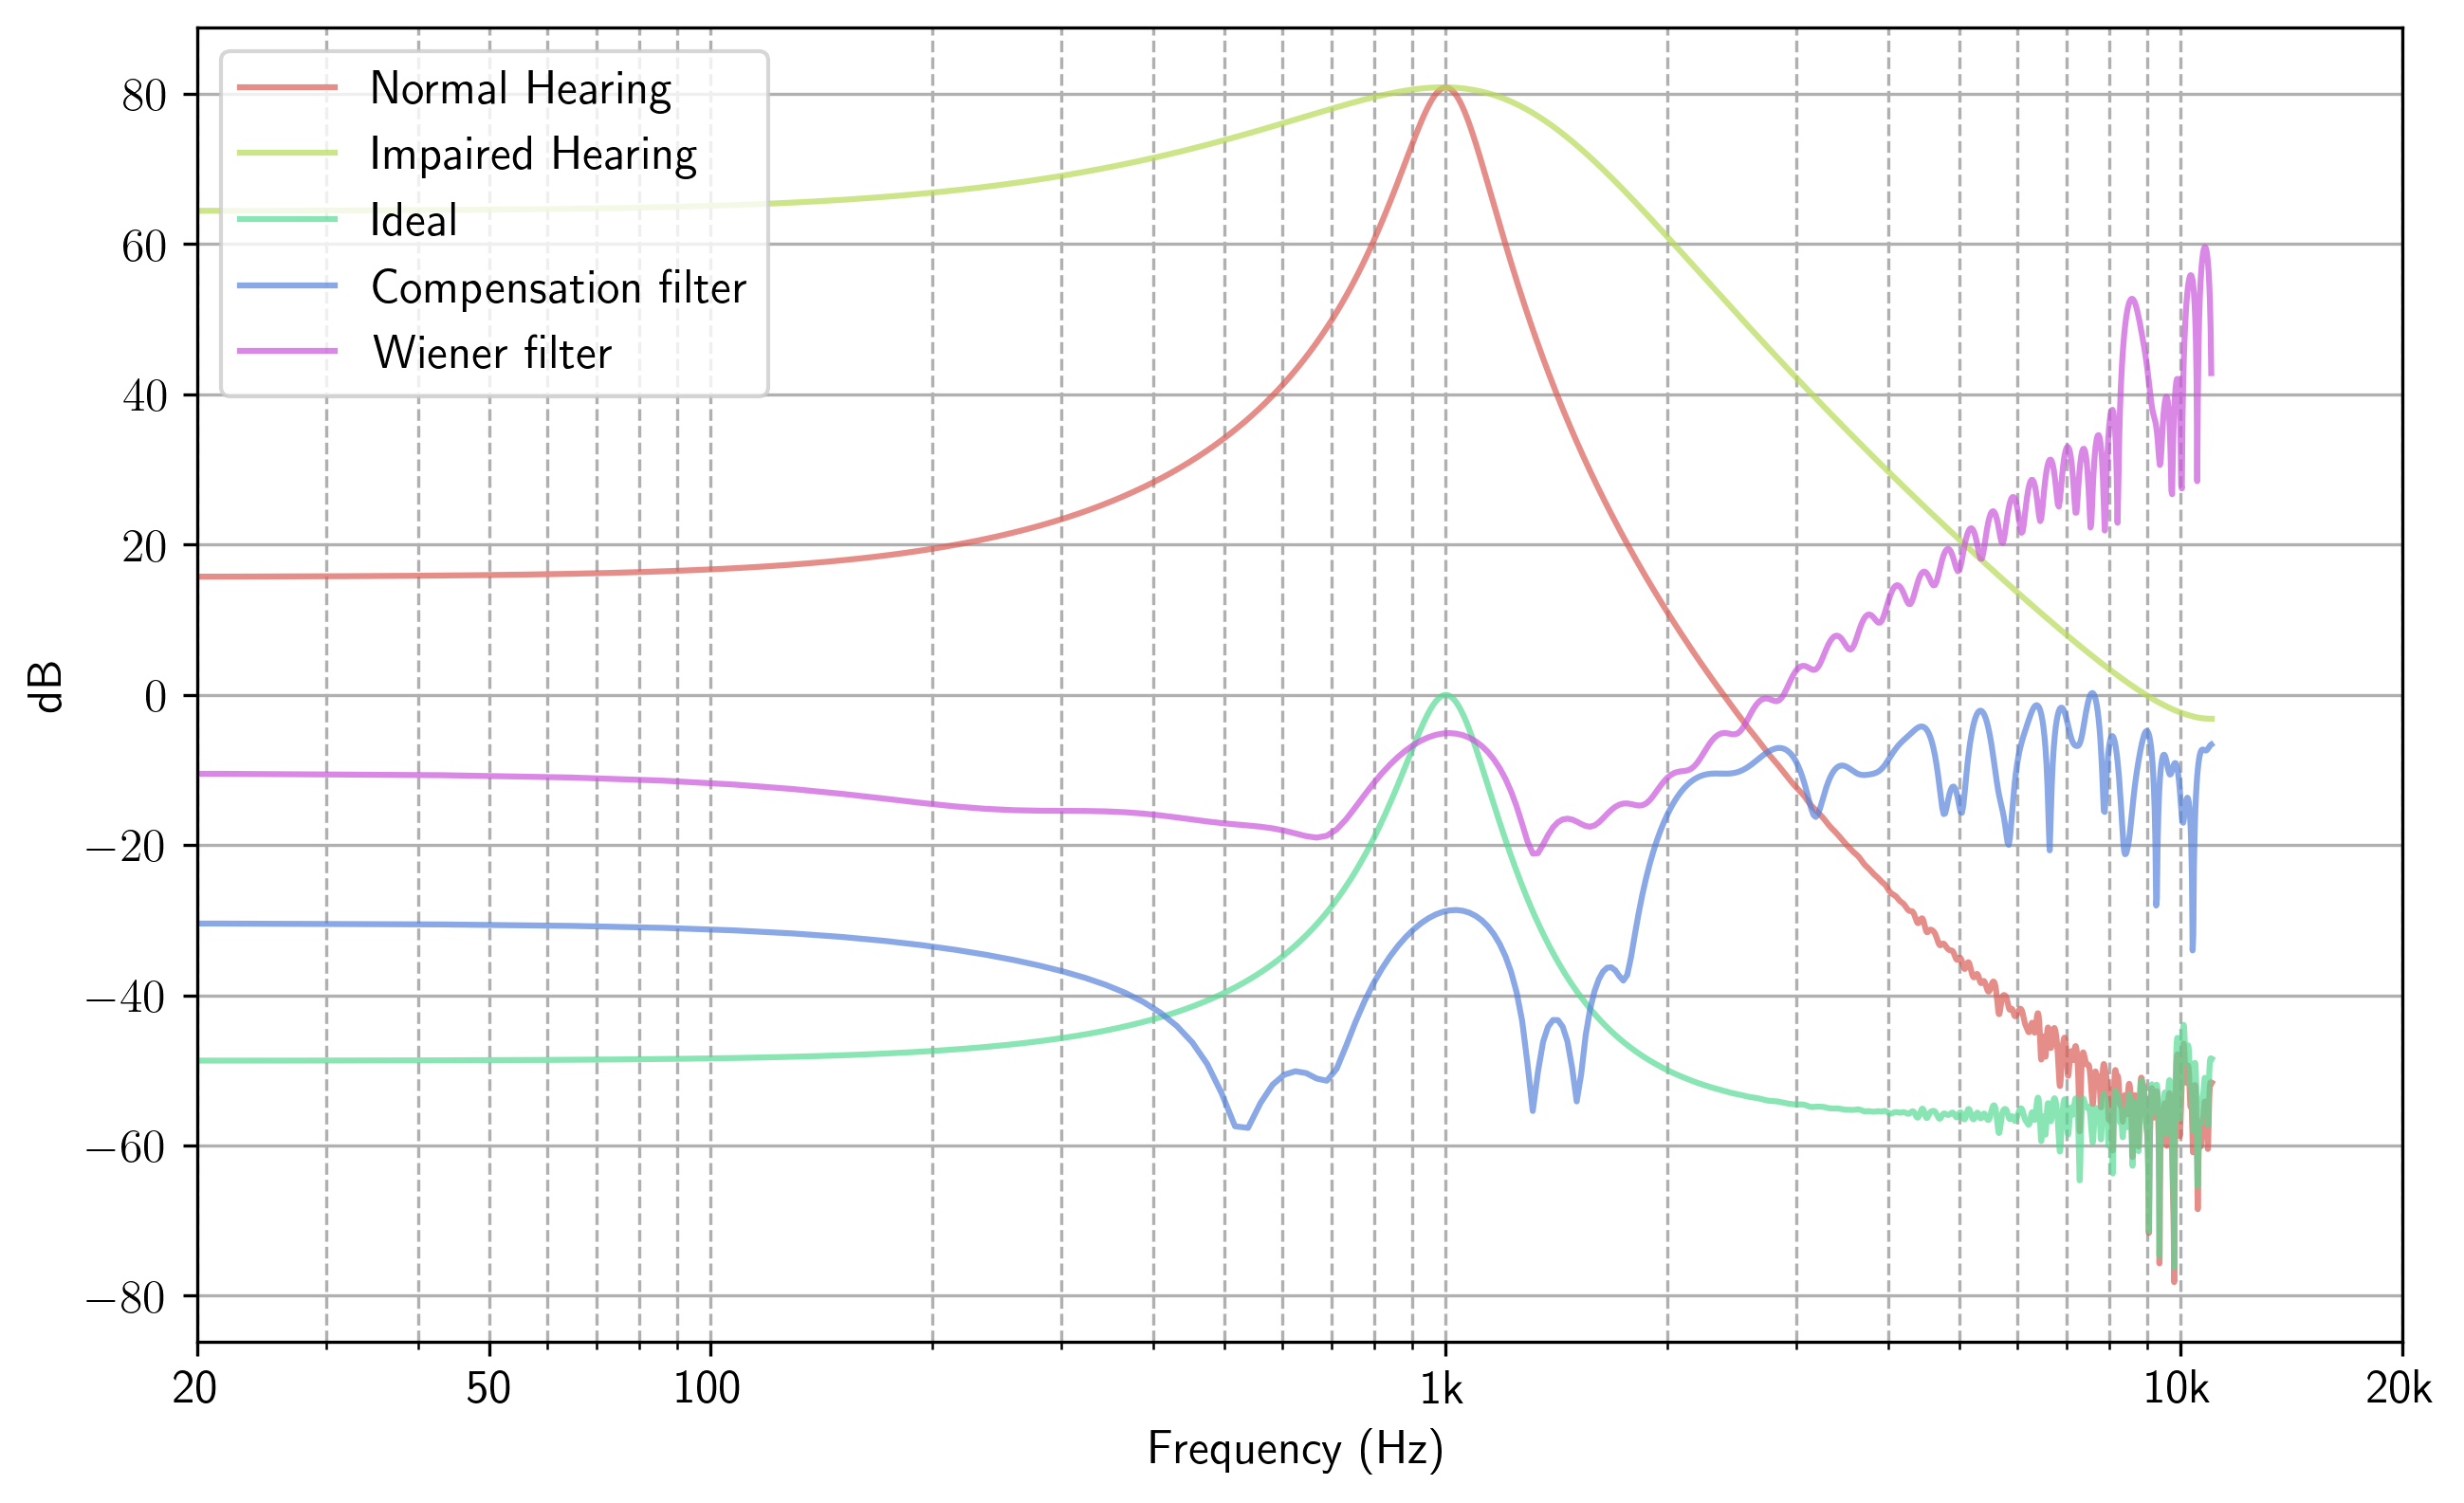 Normal Hearing
Impaired Hearing
Ideal
Compensation filter
Wiener filter
80
60
40
20
0
−20
−40
−60
−80
dB
20 50 100 1k 10k 20k
Frequency (Hz)